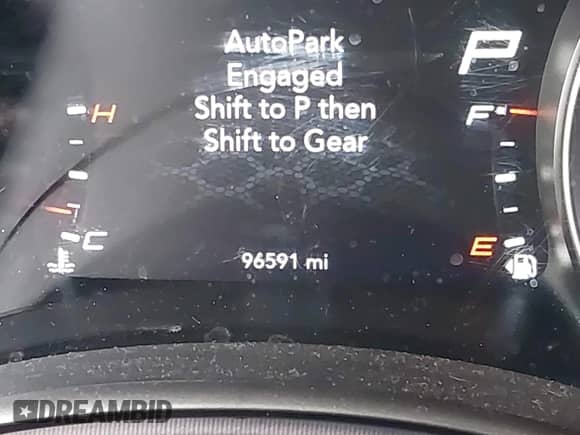 AutoPark
Engaged
Shift to P then
Shift to Gear
P
H
F
C
E
96591 mi
DREAMBID